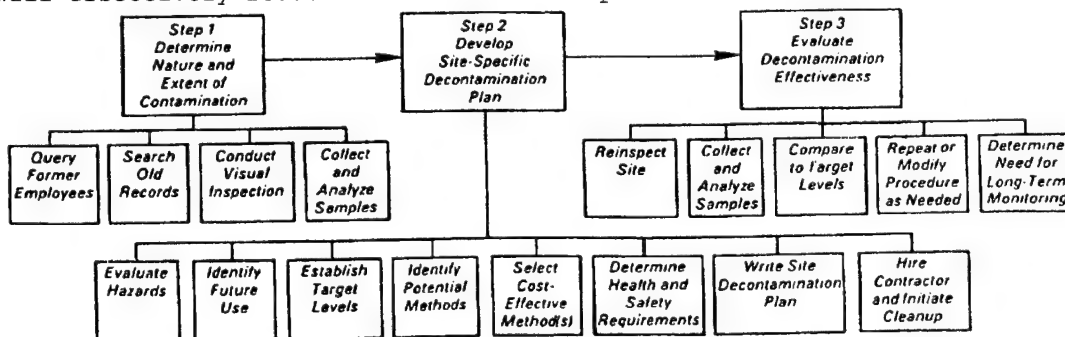 Step 1
Determine
Nature and
Extent of
Contamination
Step 2
Develop
Site-Specific
Decontamination
Plan
Step 3
Evaluate
Decontamination
Effectiveness
Query
Former
Employees
Search
Old
Records
Conduct
Visual
Inspection
Collect
and
Analyze
Samples
Reinspect
Site
Collect
and
Analyze
Samples
Compare
to Target
Levels
Repeat or
Modify
Procedure
as Needed
Determine
Need for
Long-Term
Monitoring
Evaluate
Hazards
Identify
Future
Use
Establish
Target
Levels
Identify
Potential
Methods
Select
Cost-
Effective
Method(s)
Determine
Health and
Safety
Requirements
Write Site
Decontamination
Plan
Hire
Contractor
and Initiate
Cleanup